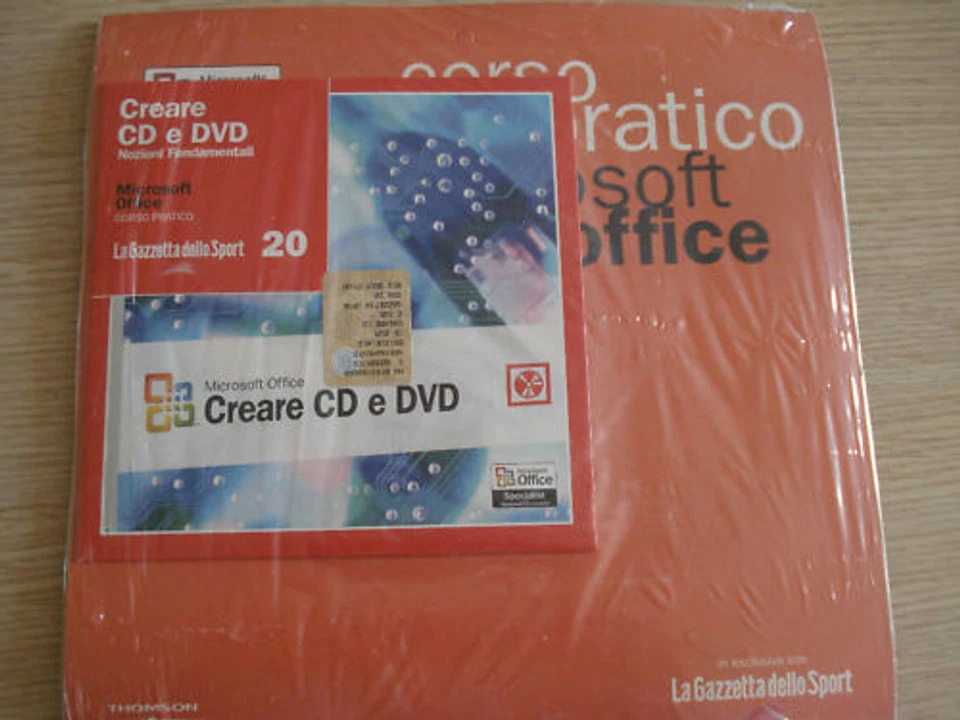 corso
pratico
office
Creare
CD e DVD
Nozioni Fondamentali
Microsoft
Office
CORSO PRATICO
La Gazzetta dello Sport 20
Microsoft Office
Creare CD e DVD
Office
Specialist
in esclusiva con
La Gazzetta dello Sport
THOMSON